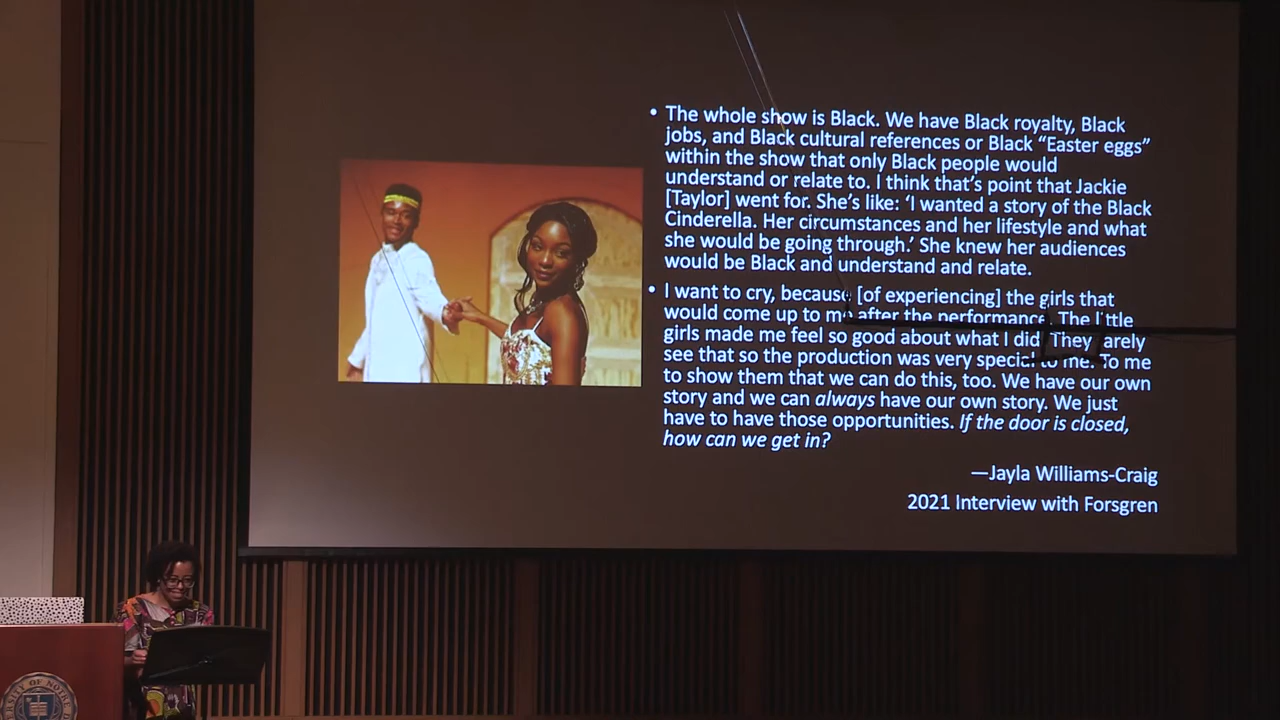 • The whole show is Black. We have Black royalty, Black
jobs, and Black cultural references or Black “Easter eggs”
within the show that only Black people would
understand or relate to. I think that’s point that Jackie
[Taylor] went for. She’s like: ‘I wanted a story of the Black
Cinderella. Her circumstances and her lifestyle and what
she would be going through.’ She knew her audiences
would be Black and understand and relate.
• I want to cry, because [of experiencing] the girls that
would come up to me after the performance. The little
girls made me feel so good about what I did. They rarely
see that so the production was very special to me. To me
to show them that we can do this, too. We have our own
story and we can always have our own story. We just
have to have those opportunities. If the door is closed,
how can we get in?
—Jayla Williams-Craig
2021 Interview with Forsgren